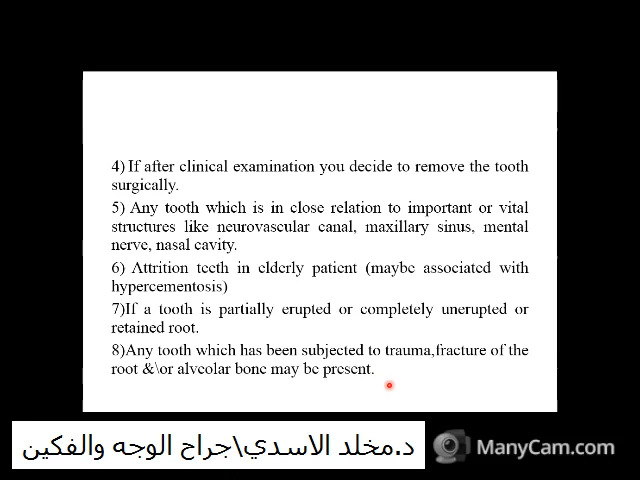 4) If after clinical examination you decide to remove the tooth
surgically.
5) Any tooth which is in close relation to important or vital
structures like neurovascular canal, maxillary sinus, mental
nerve, nasal cavity.
6) Attrition teeth in elderly patient (maybe associated with
hypercementosis)
7)If a tooth is partially erupted or completely unerupted or
retained root.
8)Any tooth which has been subjected to trauma,fracture of the
root &\or alveolar bone may be present.
د.مخلد الاسدي\جراح الوجه والفكين
ManyCam.com